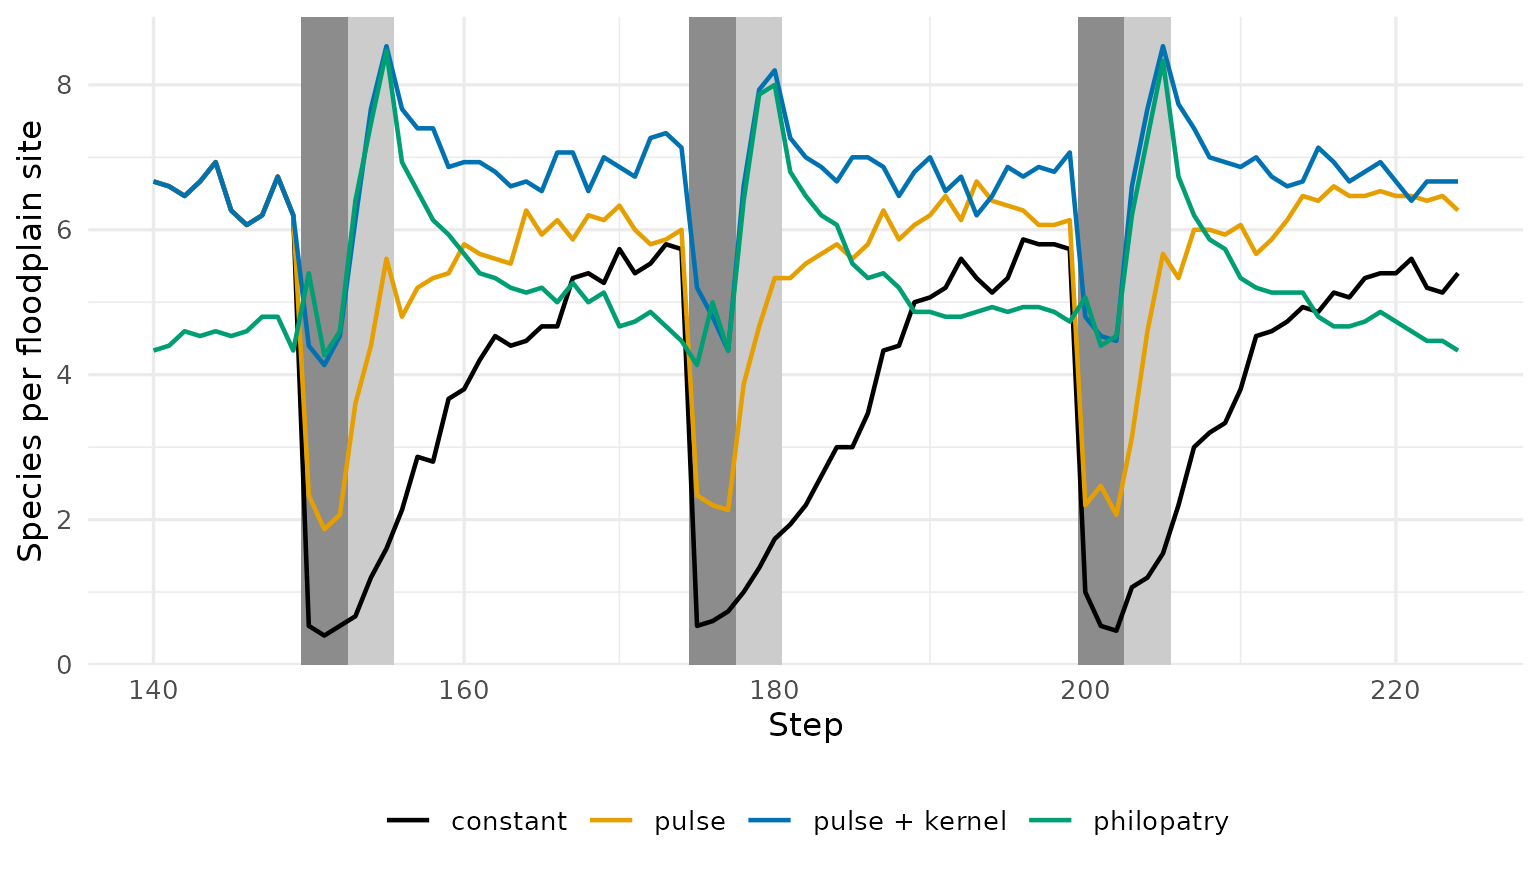 Species per floodplain site
8
6
4
2
0
140 160 180 200 220
Step
constant pulse pulse + kernel philopatry